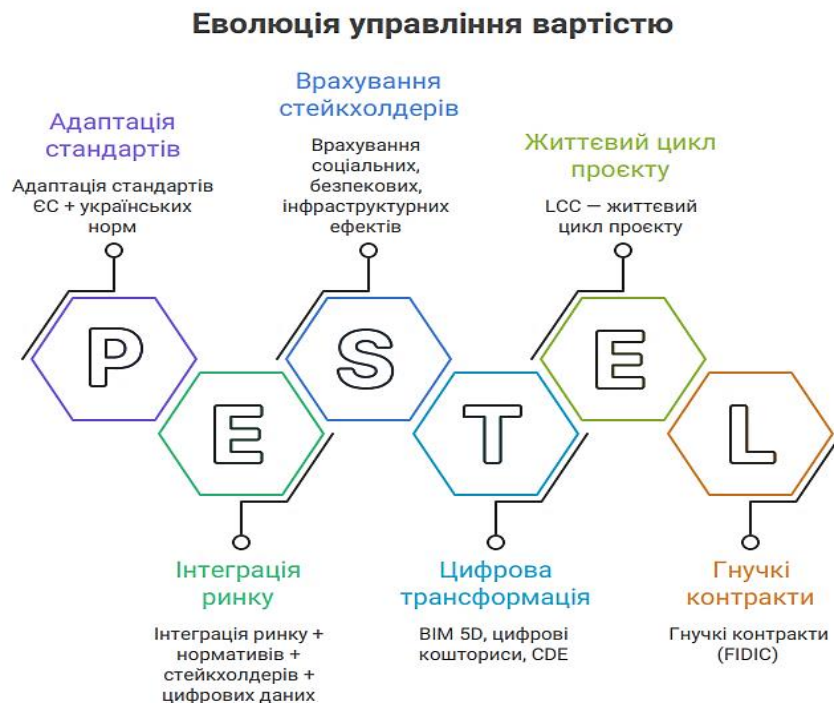 Еволюція управління вартістю
Адаптація
стандартів
Адаптація стандартів
ЄС + українських
норм
Врахування
стейкхолдерів
Врахування
соціальних,
безпекових,
інфраструктурних
ефектів
Життєвий цикл
проєкту
LCC — життєвий
цикл проєкту
P
E
S
T
E
L
Інтеграція
ринку
Інтеграція ринку +
нормативів +
стейкхолдерів +
цифрових даних
Цифрова
трансформація
BIM 5D, цифрові
кошториси, CDE
Гнучкі
контракти
Гнучкі контракти
(FIDIC)